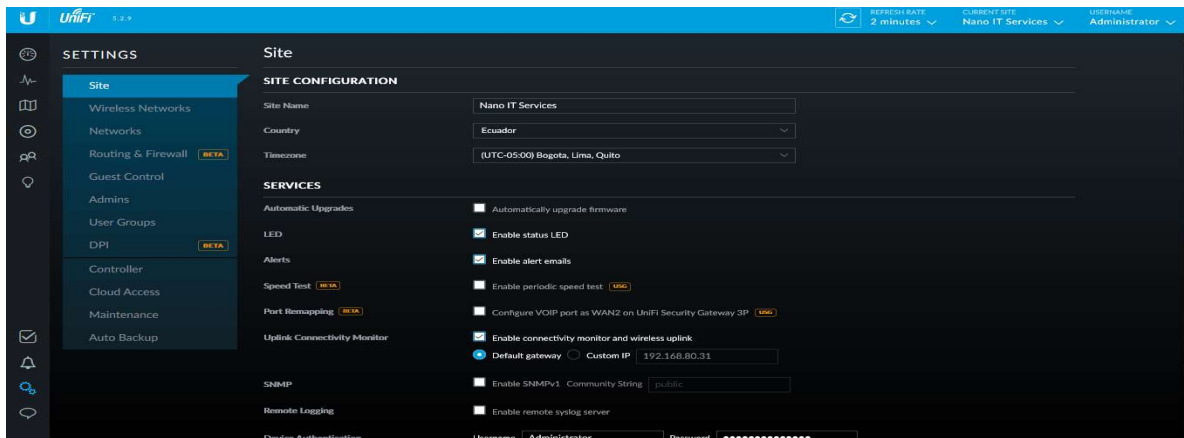 UniFi 5.2.9
REFRESH RATE
2 minutes
CURRENT SITE
Nano IT Services
USERNAME
Administrator
SETTINGS
Site
Wireless Networks
Networks
Routing & Firewall BETA
Guest Control
Admins
User Groups
DPI BETA
Controller
Cloud Access
Maintenance
Auto Backup
Site
SITE CONFIGURATION
Site Name Nano IT Services
Country Ecuador
Timezone (UTC-05:00) Bogota, Lima, Quito
SERVICES
Automatic Upgrades Automatically upgrade firmware
LED Enable status LED
Alerts Enable alert emails
Speed Test BETA Enable periodic speed test USG
Port Remapping BETA Configure VOIP port as WAN2 on UniFi Security Gateway 3P USG
Uplink Connectivity Monitor Enable connectivity monitor and wireless uplink
Default gateway Custom IP 192.168.80.31
SNMP Enable SNMPv1 Community String public
Remote Logging Enable remote syslog server
Device Authentication Username Administrator Password